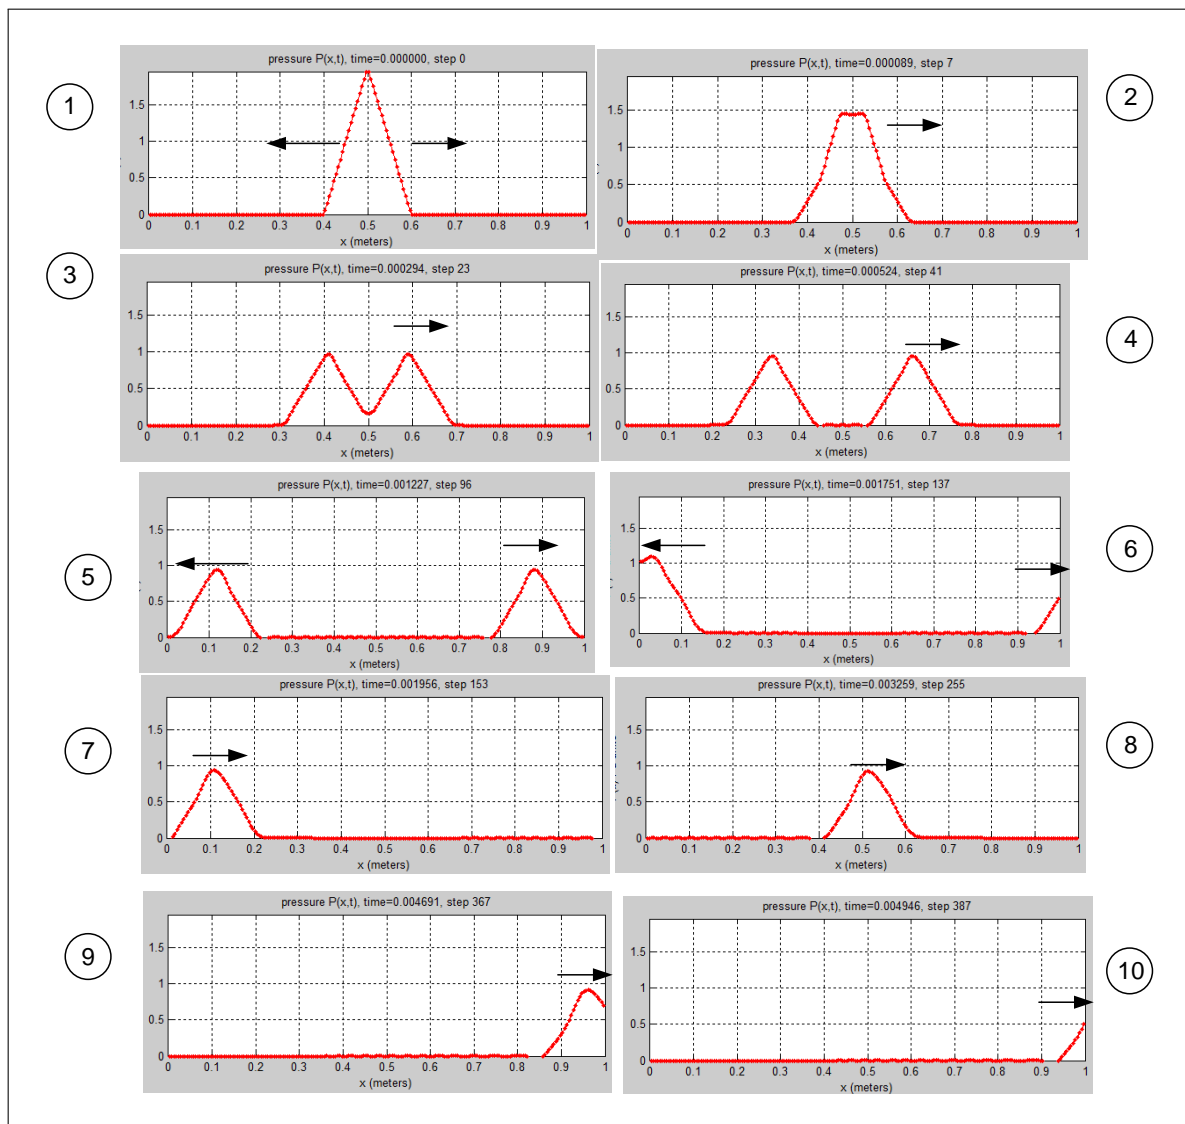 1
pressure P(x,t), time=0.000000, step 0
1.5
1
0.5
0
0 0.1 0.2 0.3 0.4 0.5 0.6 0.7 0.8 0.9 1
x (meters)
2
pressure P(x,t), time=0.000089, step 7
1.5
1
0.5
0
0 0.1 0.2 0.3 0.4 0.5 0.6 0.7 0.8 0.9 1
x (meters)
3
pressure P(x,t), time=0.000294, step 23
1.5
1
0.5
0
0 0.1 0.2 0.3 0.4 0.5 0.6 0.7 0.8 0.9 1
x (meters)
4
pressure P(x,t), time=0.000524, step 41
1.5
1
0.5
0
0 0.1 0.2 0.3 0.4 0.5 0.6 0.7 0.8 0.9 1
x (meters)
5
pressure P(x,t), time=0.001227, step 96
1.5
1
0.5
0
0 0.1 0.2 0.3 0.4 0.5 0.6 0.7 0.8 0.9 1
x (meters)
6
pressure P(x,t), time=0.001751, step 137
1.5
1
0.5
0
0 0.1 0.2 0.3 0.4 0.5 0.6 0.7 0.8 0.9 1
x (meters)
7
pressure P(x,t), time=0.001956, step 153
1.5
1
0.5
0
0 0.1 0.2 0.3 0.4 0.5 0.6 0.7 0.8 0.9 1
x (meters)
8
pressure P(x,t), time=0.003259, step 255
1.5
1
0.5
0
0 0.1 0.2 0.3 0.4 0.5 0.6 0.7 0.8 0.9 1
x (meters)
9
pressure P(x,t), time=0.004691, step 367
1.5
1
0.5
0
0 0.1 0.2 0.3 0.4 0.5 0.6 0.7 0.8 0.9 1
x (meters)
10
pressure P(x,t), time=0.004946, step 387
1.5
1
0.5
0
0 0.1 0.2 0.3 0.4 0.5 0.6 0.7 0.8 0.9 1
x (meters)